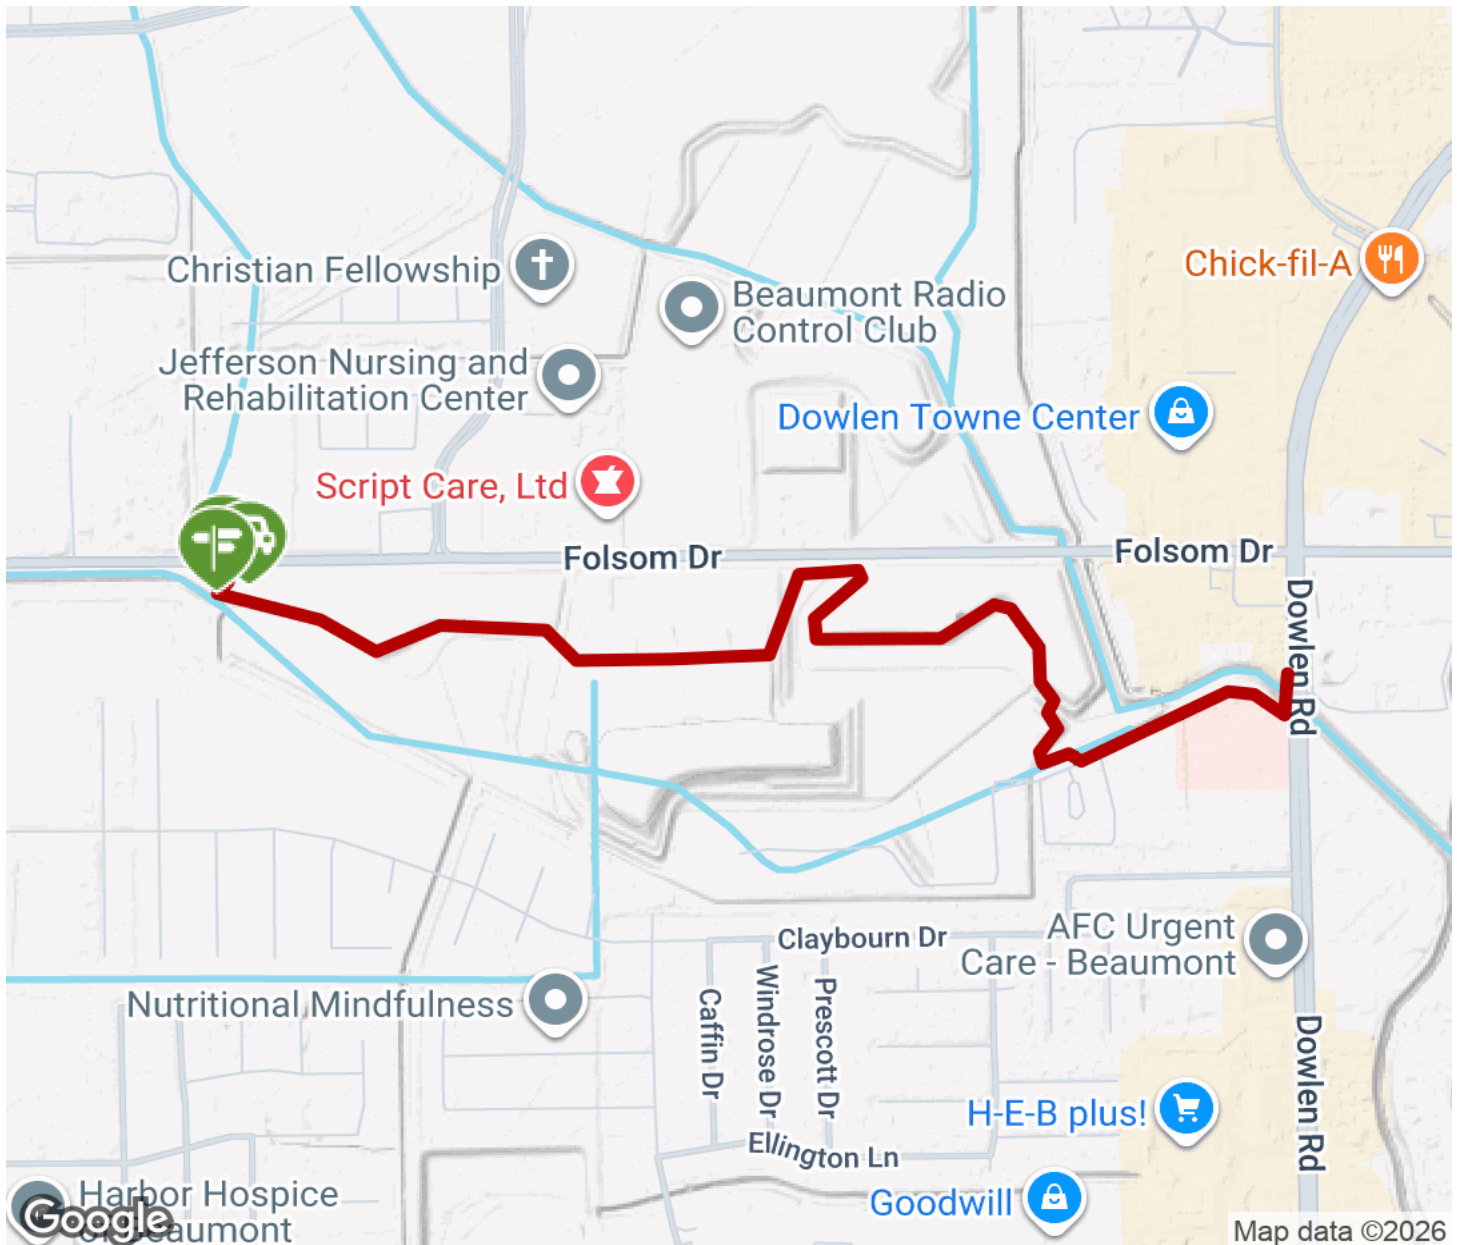 Christian Fellowship
Chick-fil-A
Beaumont Radio
Control Club
Jefferson Nursing and
Rehabilitation Center
Dowlen Towne Center
Script Care, Ltd
Folsom Dr
Folsom Dr
Dowlen Rd
AFC Urgent
Care - Beaumont
Claybourn Dr
Nutritional Mindfulness
Caffin Dr
Windrose Dr
Prescott Dr
Dowlen Rd
H-E-B plus!
Ellington Ln
Harbor Hospice
of Beaumont
Goodwill
Google
Map data ©2026